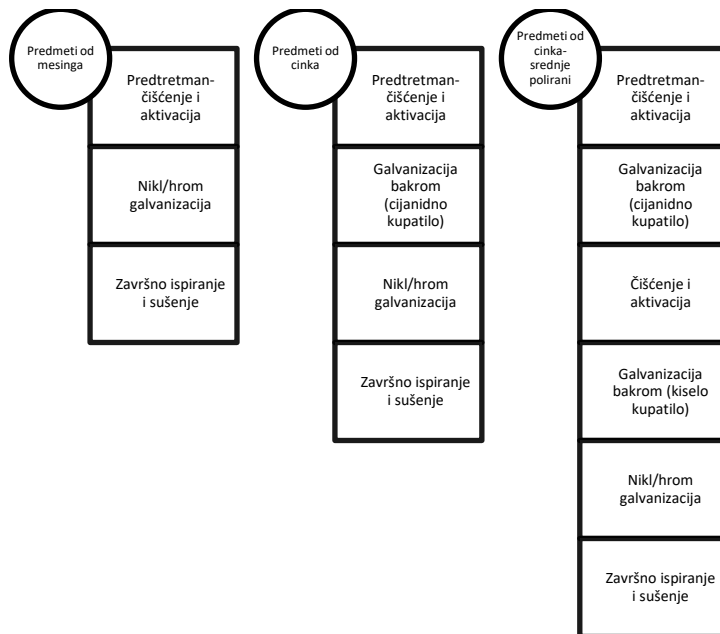 Predmeti od
mesinga
Predtretman-
čišćenje i
aktivacija
Nikl/hrom
galvanizacija
Završno ispiranje
i sušenje
Predmeti od
cinka
Predtretman-
čišćenje i
aktivacija
Galvanizacija
bakrom
(cijanidno
kupatilo)
Nikl/hrom
galvanizacija
Završno ispiranje
i sušenje
Predmeti od
cinka-
srednje
polirani
Predtretman-
čišćenje i
aktivacija
Galvanizacija
bakrom
(cijanidno
kupatilo)
Čišćenje i
aktivacija
Galvanizacija
bakrom (kiselo
kupatilo)
Nikl/hrom
galvanizacija
Završno ispiranje
i sušenje